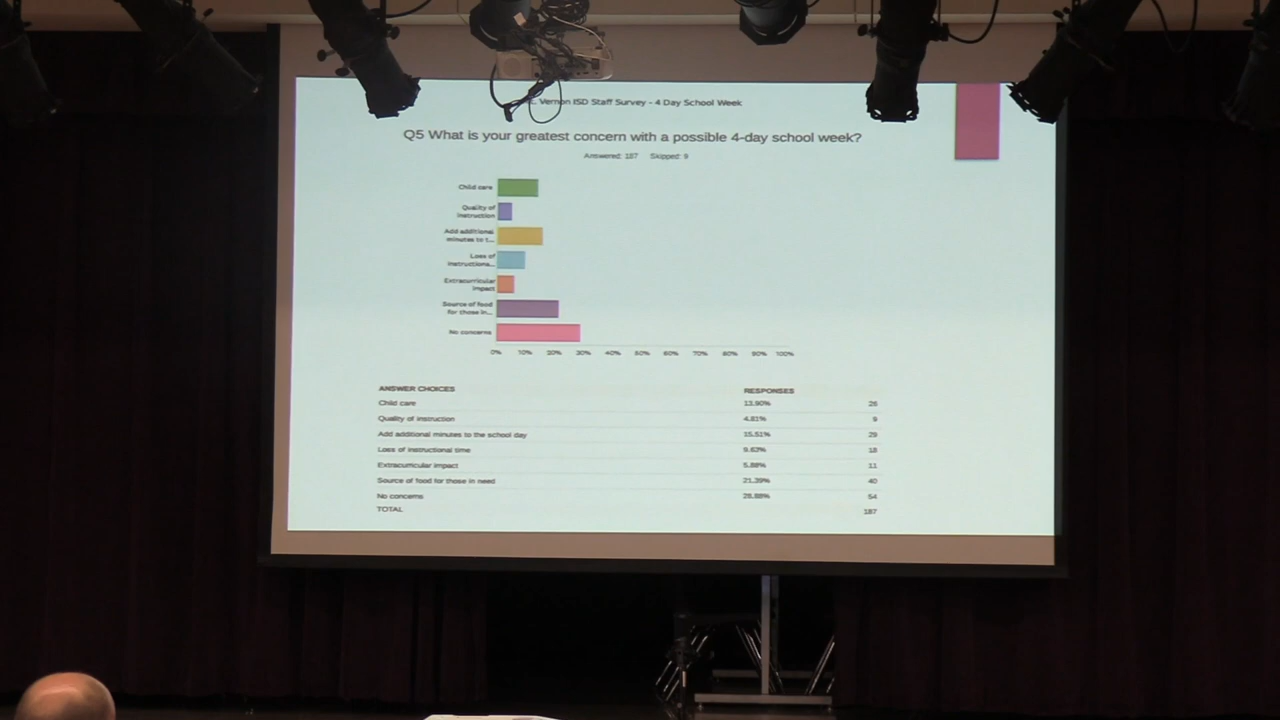 Vernon ISD Staff Survey - 4 Day School Week
Q5 What is your greatest concern with a possible 4-day school week?
Answered: 187 Skipped: 9
Child care
Quality of
instruction
Add additional
minutes to t...
Loss of
instructiona...
Extracurricular
impact
Source of food
for those in...
No concerns
0% 10% 20% 30% 40% 50% 60% 70% 80% 90% 100%
ANSWER CHOICES RESPONSES
Child care 13.90% 26
Quality of instruction 4.81% 9
Add additional minutes to the school day 15.51% 29
Loss of instructional time 9.63% 18
Extracurricular impact 5.88% 11
Source of food for those in need 21.39% 40
No concerns 28.88% 54
TOTAL 187